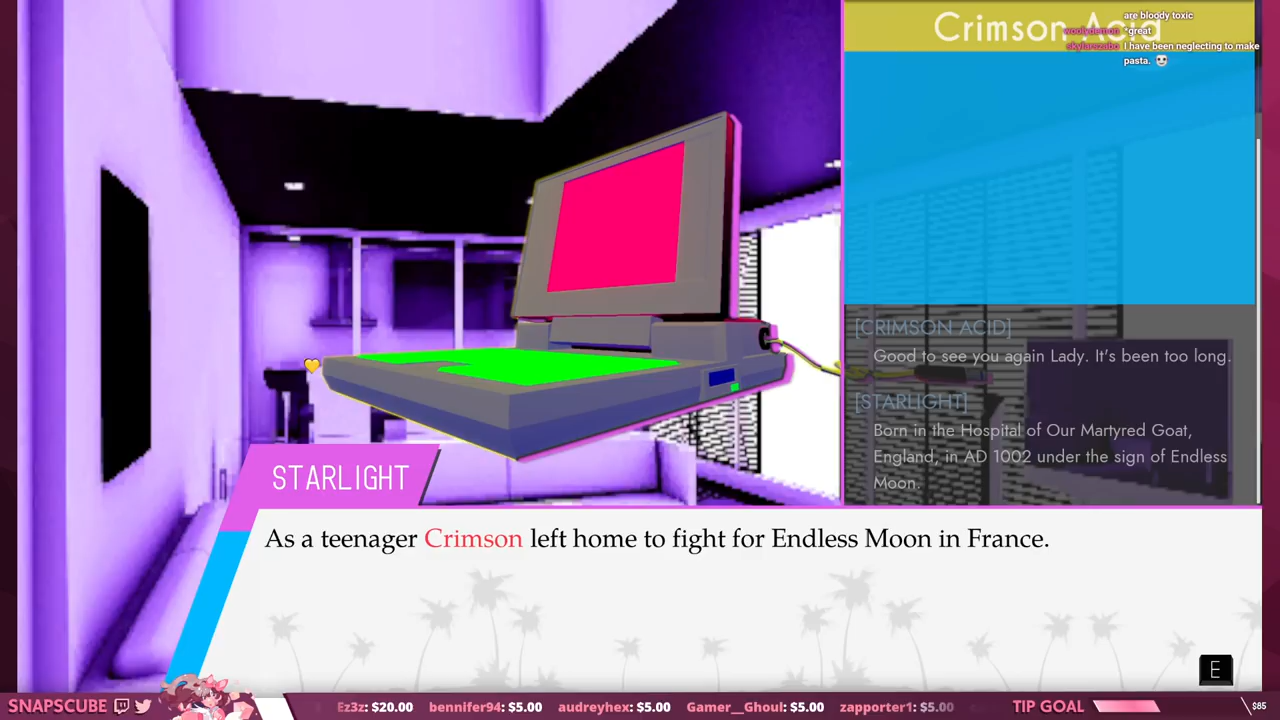 Crimson Acid
are bloody toxic
woolydemon *great
skyfaeszabo I have been neglecting to make
pasta.
[CRIMSON ACID]
Good to see you again Lady. It's been too long.
[STARLIGHT]
Born in the Hospital of Our Martyred Goat,
England, in AD 1002 under the sign of Endless
Moon.
STARLIGHT
As a teenager Crimson left home to fight for Endless Moon in France.
E
SNAPSCUBE
Ez3z: $20.00 bennifer94: $5.00 audreyhex: $5.00 Gamer__Ghoul: $5.00 zapporter1: $5.00
TIP GOAL
$85